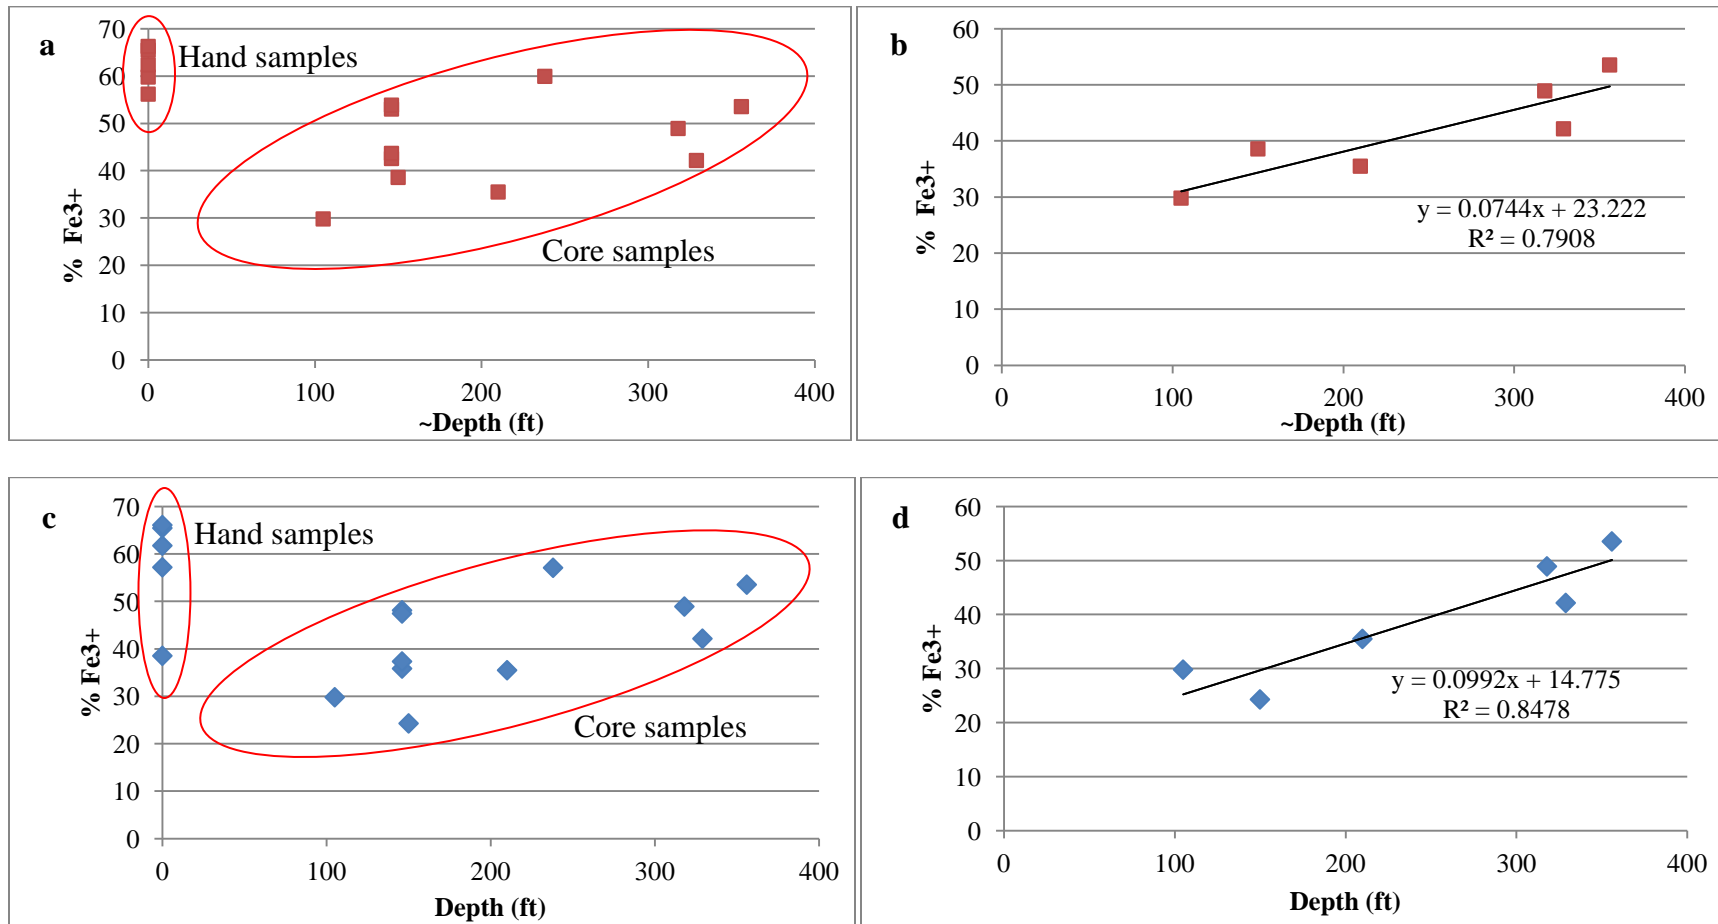 a
Hand samples
Core samples
% Fe3+
70
60
50
40
30
20
10
0
0 100 200 300 400
~Depth (ft)
b
% Fe3+
60
50
40
30
20
10
0
y = 0.0744x + 23.222
R² = 0.7908
0 100 200 300 400
~Depth (ft)
c
Hand samples
Core samples
% Fe3+
70
60
50
40
30
20
10
0
0 100 200 300 400
Depth (ft)
d
% Fe3+
60
50
40
30
20
10
0
y = 0.0992x + 14.775
R² = 0.8478
0 100 200 300 400
Depth (ft)